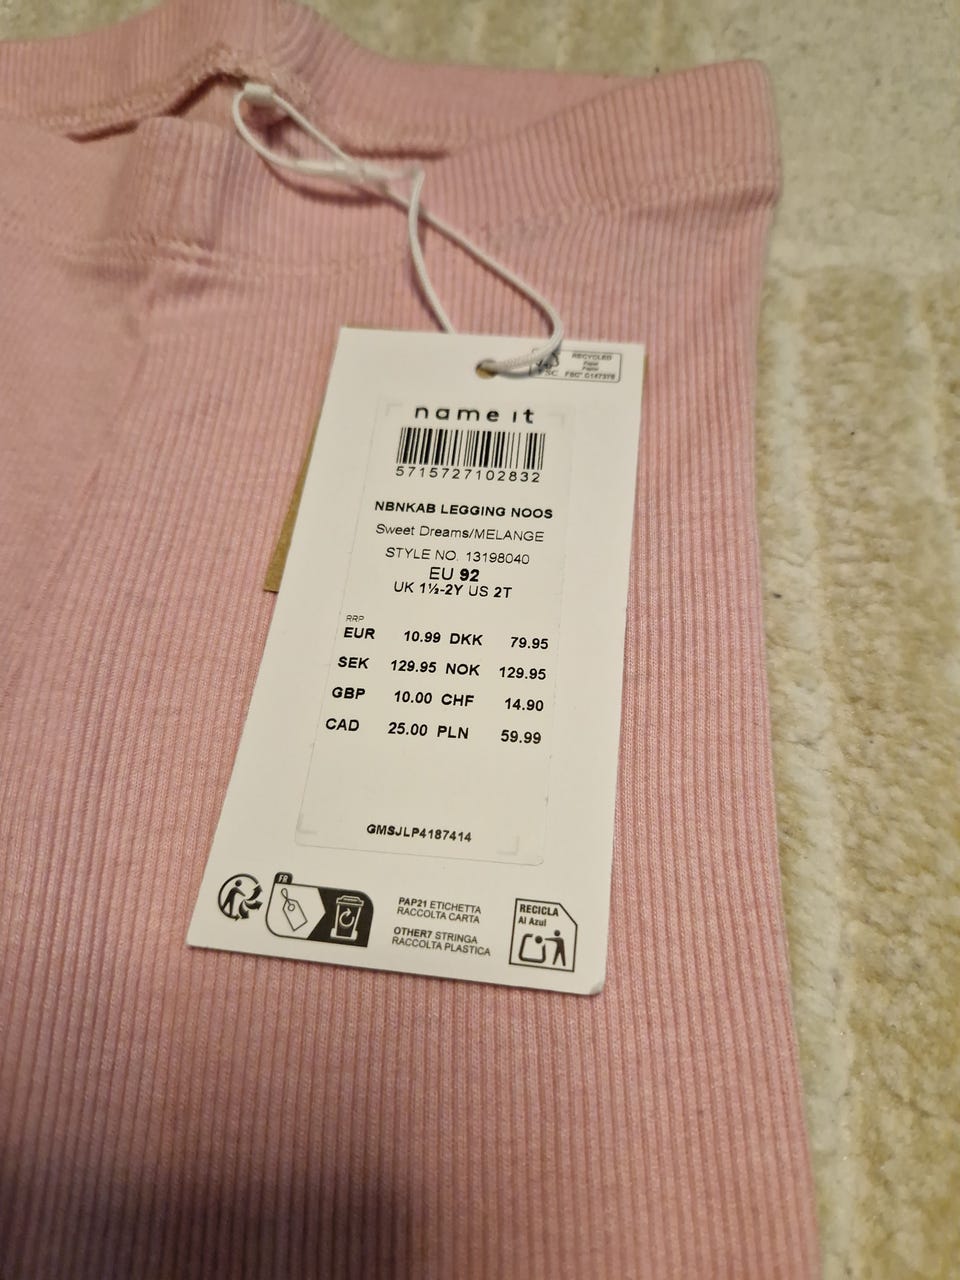 RECYCLED
Paper
FSC
FSC® C147376
name it
5715727102832
NBNKAB LEGGING NOOS
Sweet Dreams/MELANGE
STYLE NO. 13198040
EU 92
UK 1½-2Y US 2T
RRP
EUR 10.99 DKK 79.95
SEK 129.95 NOK 129.95
GBP 10.00 CHF 14.90
CAD 25.00 PLN 59.99
GMSJLP4187414
FR
PAP21 ETICHETTA
RACCOLTA CARTA
OTHER7 STRINGA
RACCOLTA PLASTICA
RECICLA
Al Azul